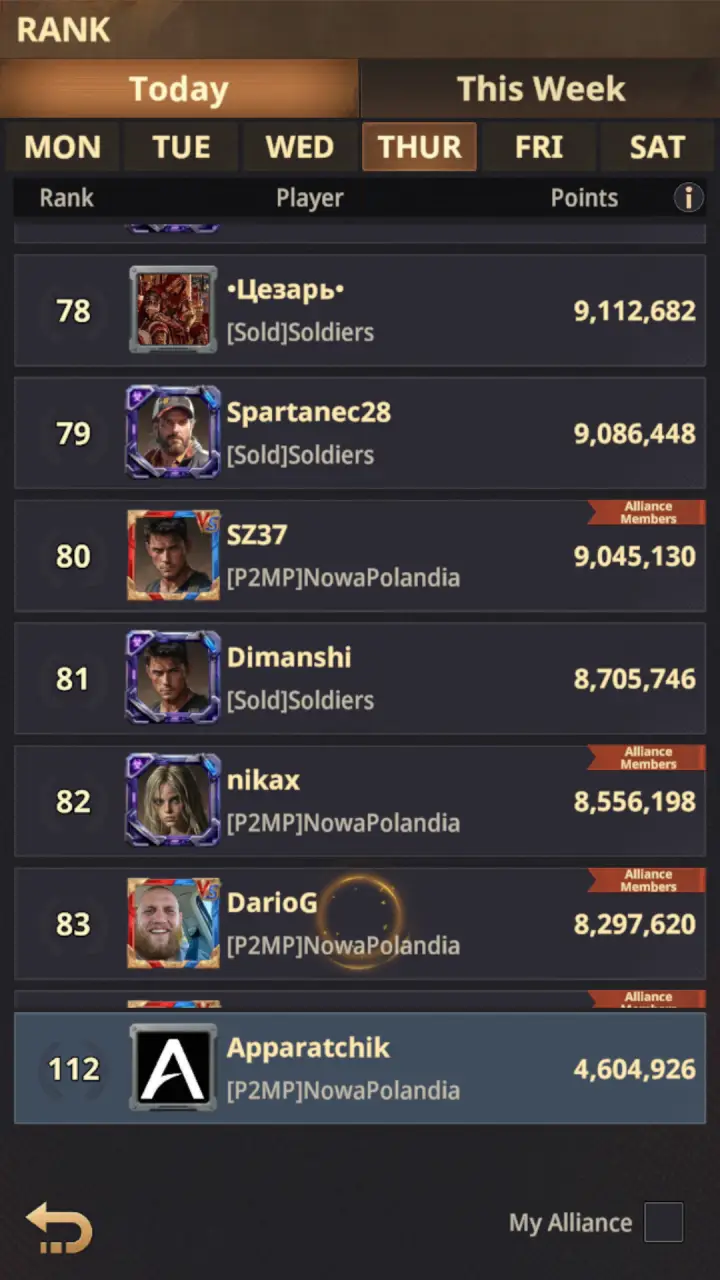 RANK
Today
This Week
MON TUE WED THUR FRI SAT
Rank Player Points i
78 •Цезарь• 9,112,682
[Sold]Soldiers
79 Spartanec28 9,086,448
[Sold]Soldiers
Alliance
Members
80 SZ37 9,045,130
[P2MP]NowaPolandia
81 Dimanshi 8,705,746
[Sold]Soldiers
Alliance
Members
82 nikax 8,556,198
[P2MP]NowaPolandia
Alliance
Members
83 VS DarioG 8,297,620
[P2MP]NowaPolandia
Alliance
112 Apparatchik 4,604,926
[P2MP]NowaPolandia
My Alliance